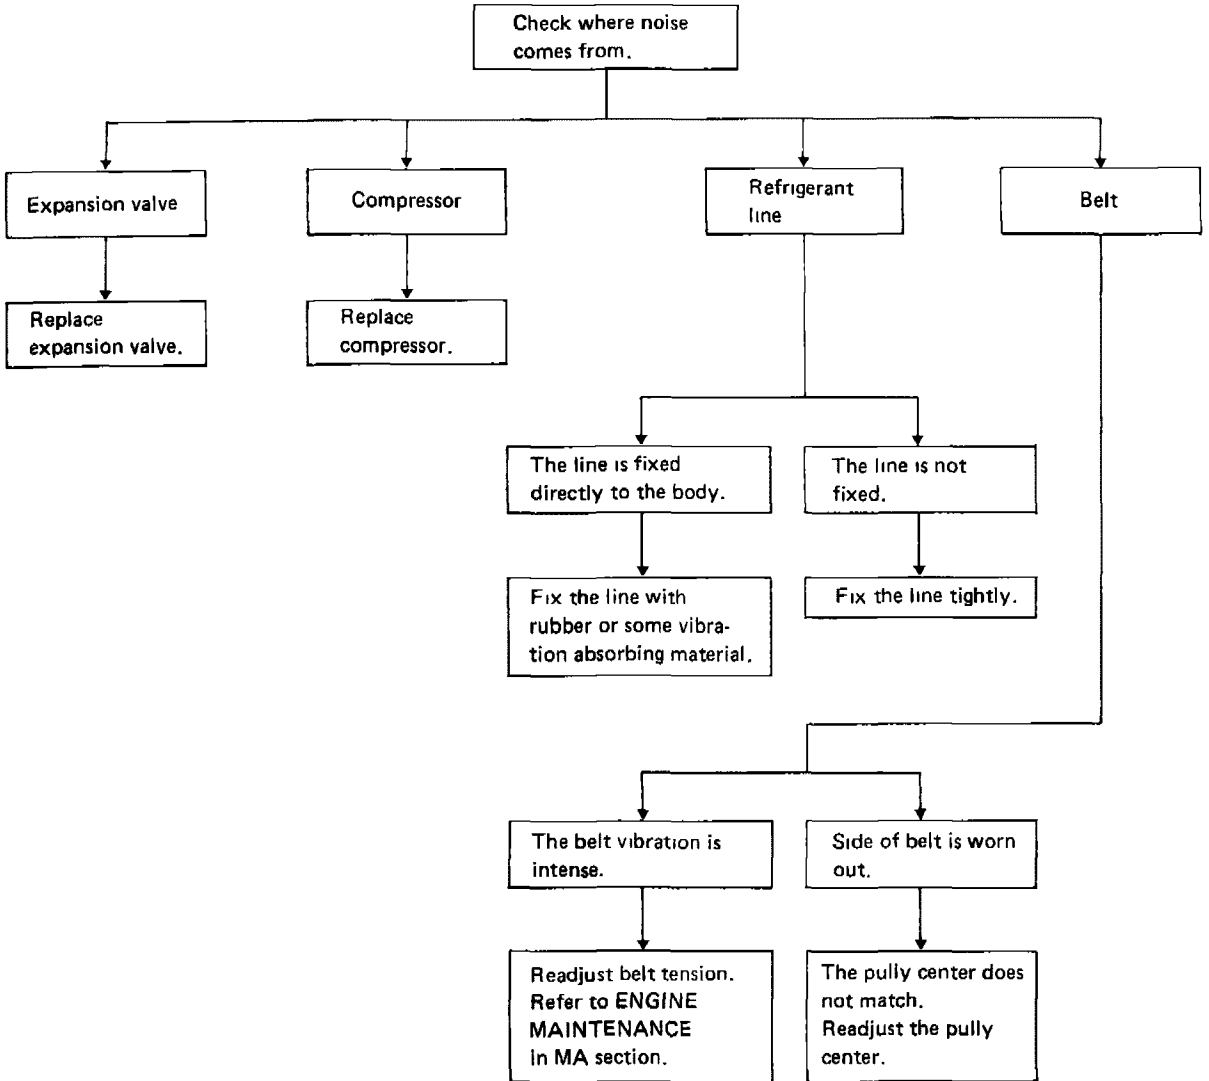 Check where noise
comes from.
Expansion valve
Compressor
Refrigerant
line
Belt
Replace
expansion valve.
Replace
compressor.
The line is fixed
directly to the body.
The line is not
fixed.
Fix the line with
rubber or some vibra-
tion absorbing material.
Fix the line tightly.
The belt vibration is
intense.
Side of belt is worn
out.
Readjust belt tension.
Refer to ENGINE
MAINTENANCE
in MA section.
The pully center does
not match.
Readjust the pully
center.